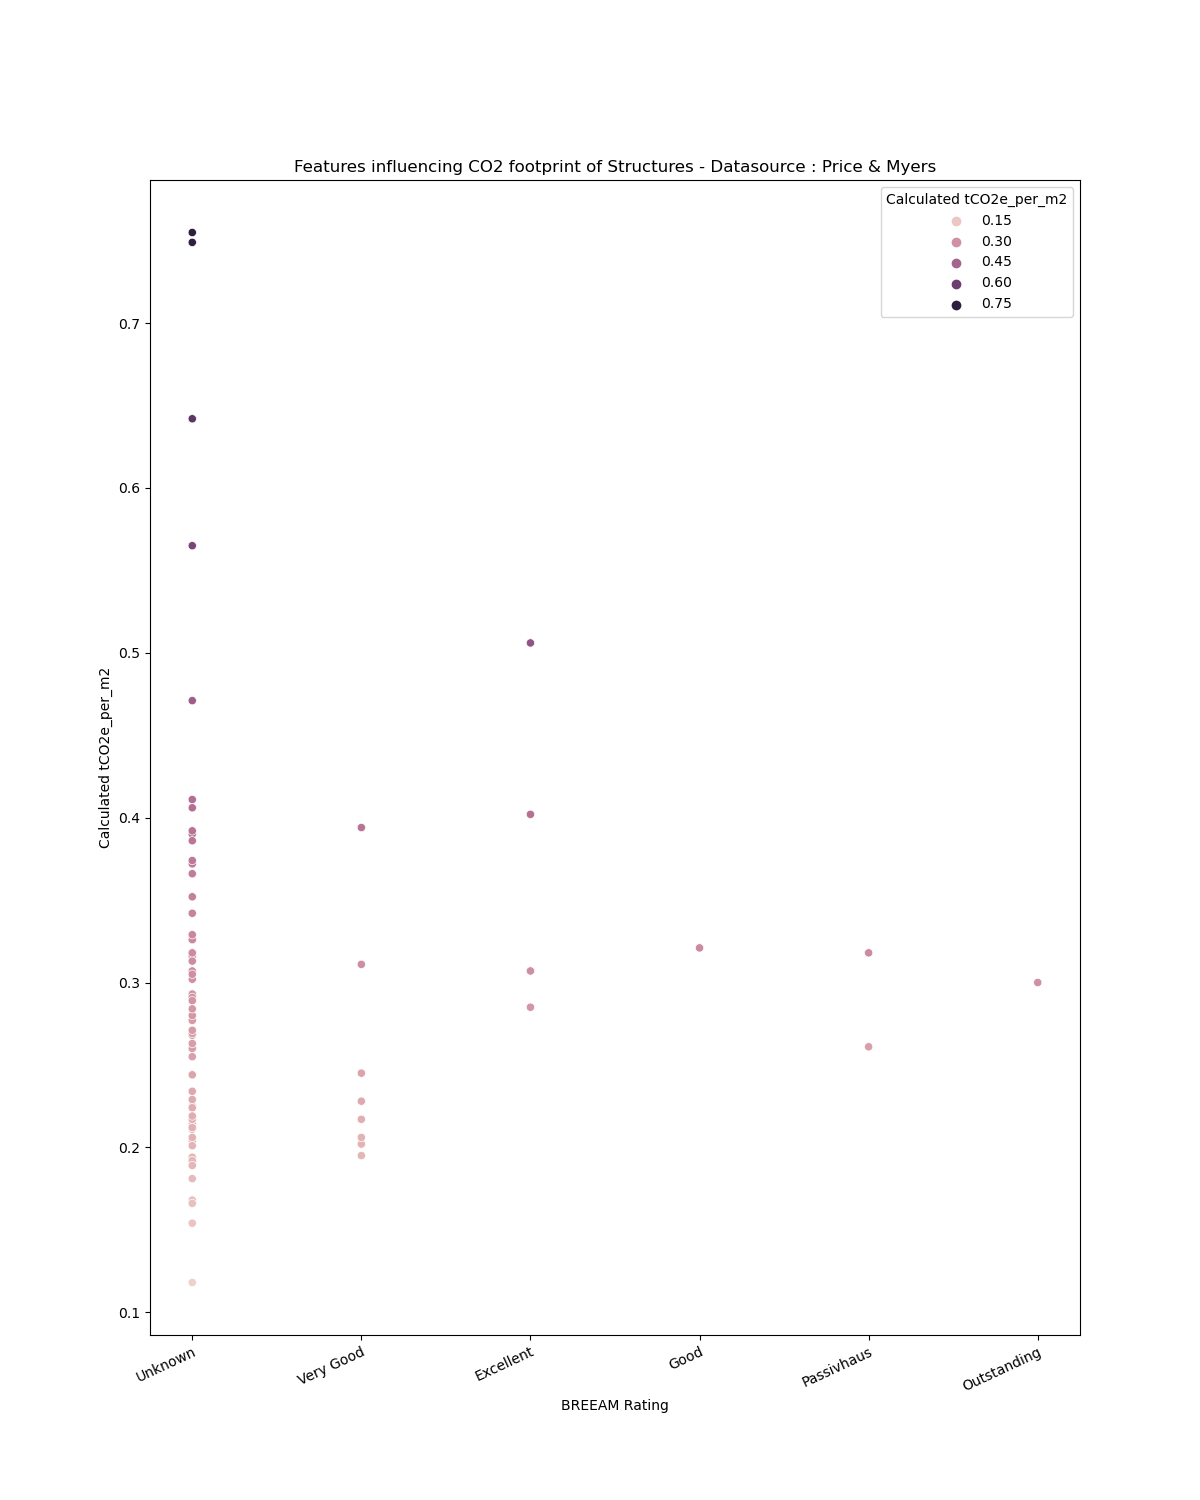 Features influencing CO2 footprint of Structures - Datasource : Price & Myers
Calculated tCO2e_per_m2
0.15
0.30
0.45
0.60
0.75
Calculated tCO2e_per_m2
0.7
0.6
0.5
0.4
0.3
0.2
0.1
Unknown
Very Good
Excellent
Good
Passivhaus
Outstanding
BREEAM Rating